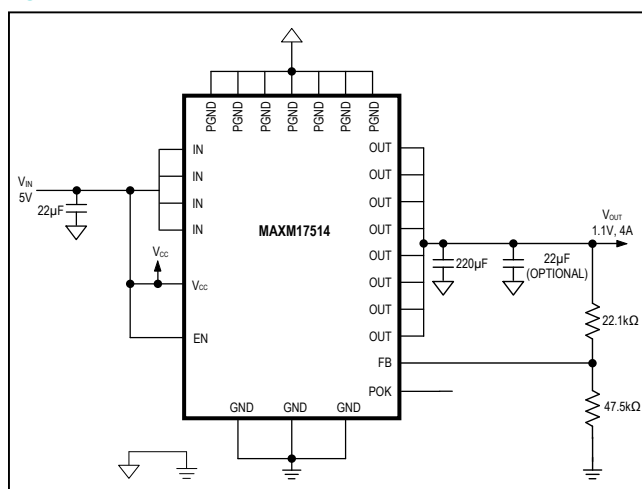 PGND PGND PGND PGND PGND PGND PGND
IN
IN
IN
IN
VIN
5V
22µF
MAXM17514
VCC
VCC
EN
OUT
OUT
OUT
OUT
OUT
OUT
OUT
OUT
FB
POK
GND GND GND
220µF
22µF
(OPTIONAL)
VOUT
1.1V, 4A
22.1kΩ
47.5kΩ